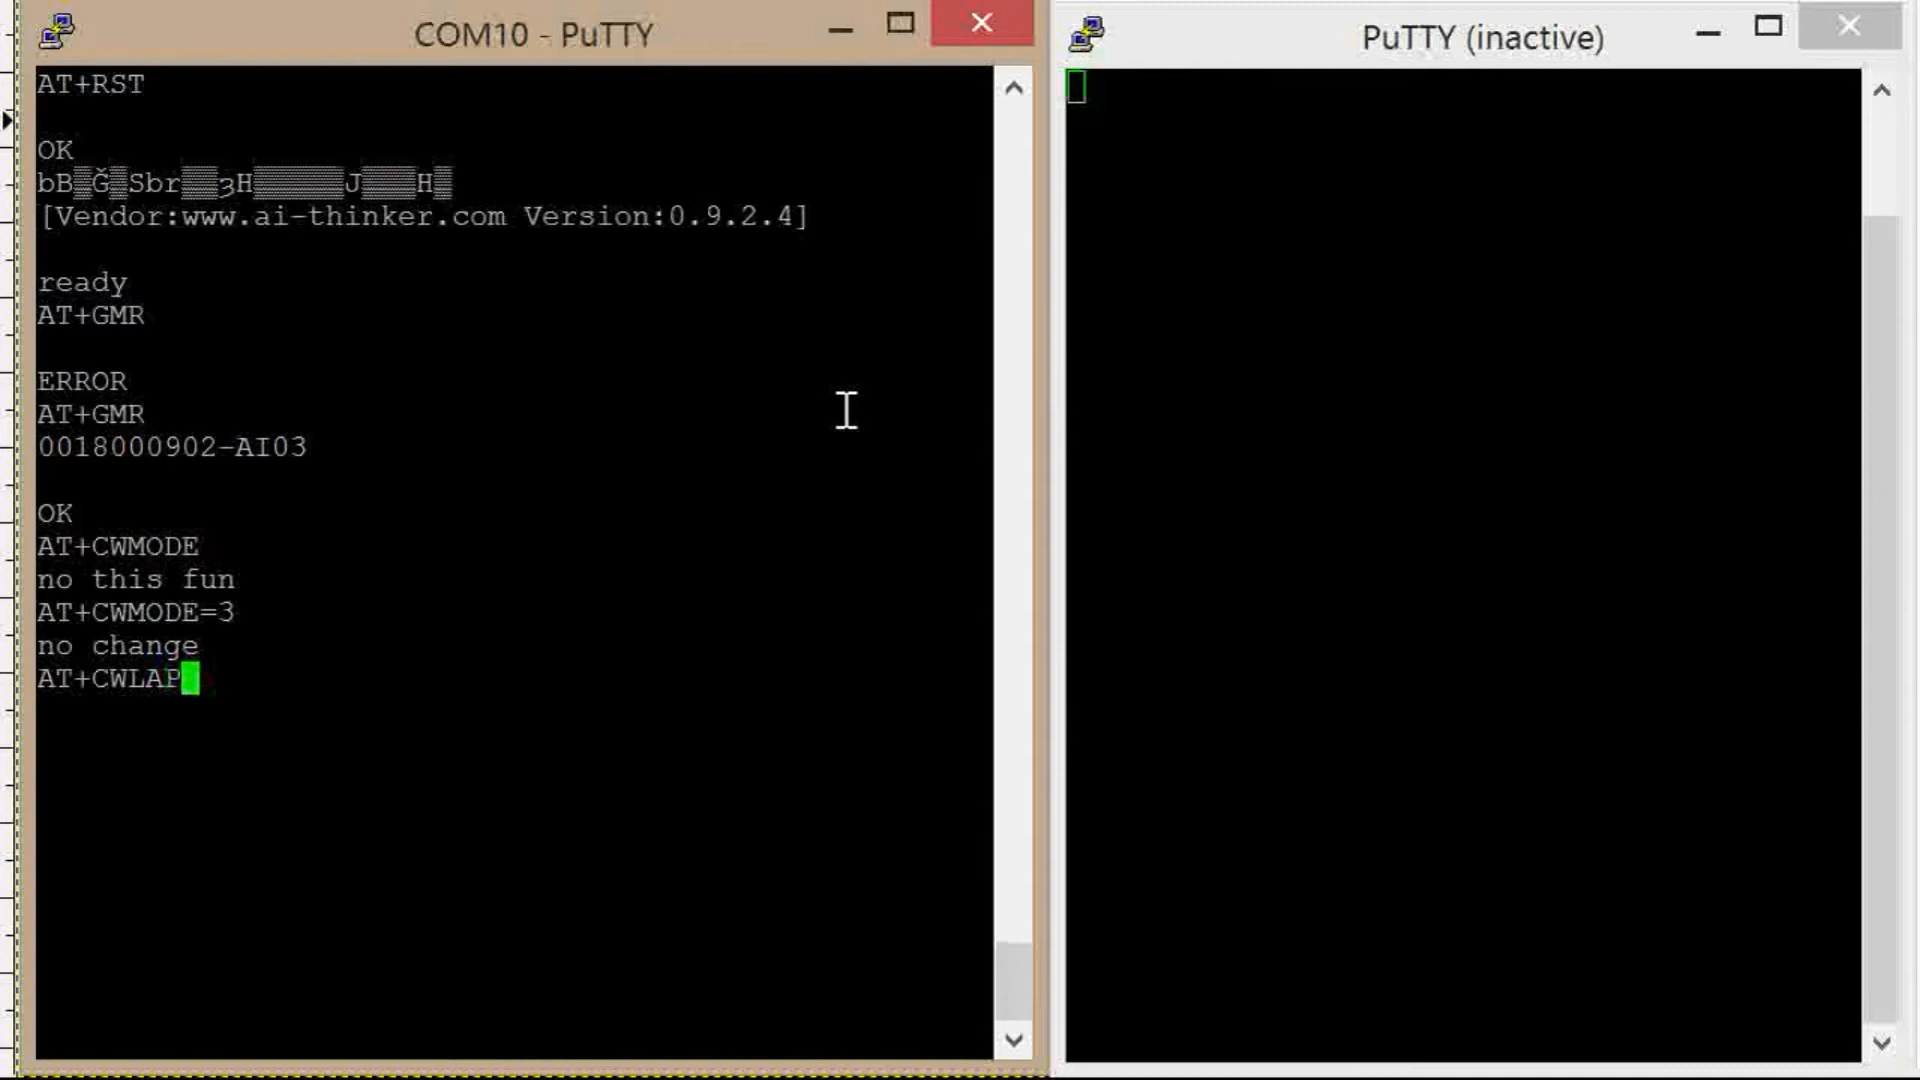 COM10 - PuTTY
AT+RST
OK
[Vendor:www.ai-thinker.com Version:0.9.2.4]
ready
AT+GMR
ERROR
AT+GMR
0018000902-AI03
OK
AT+CWMODE
no this fun
AT+CWMODE=3
no change
AT+CWLAP
PuTTY (inactive)